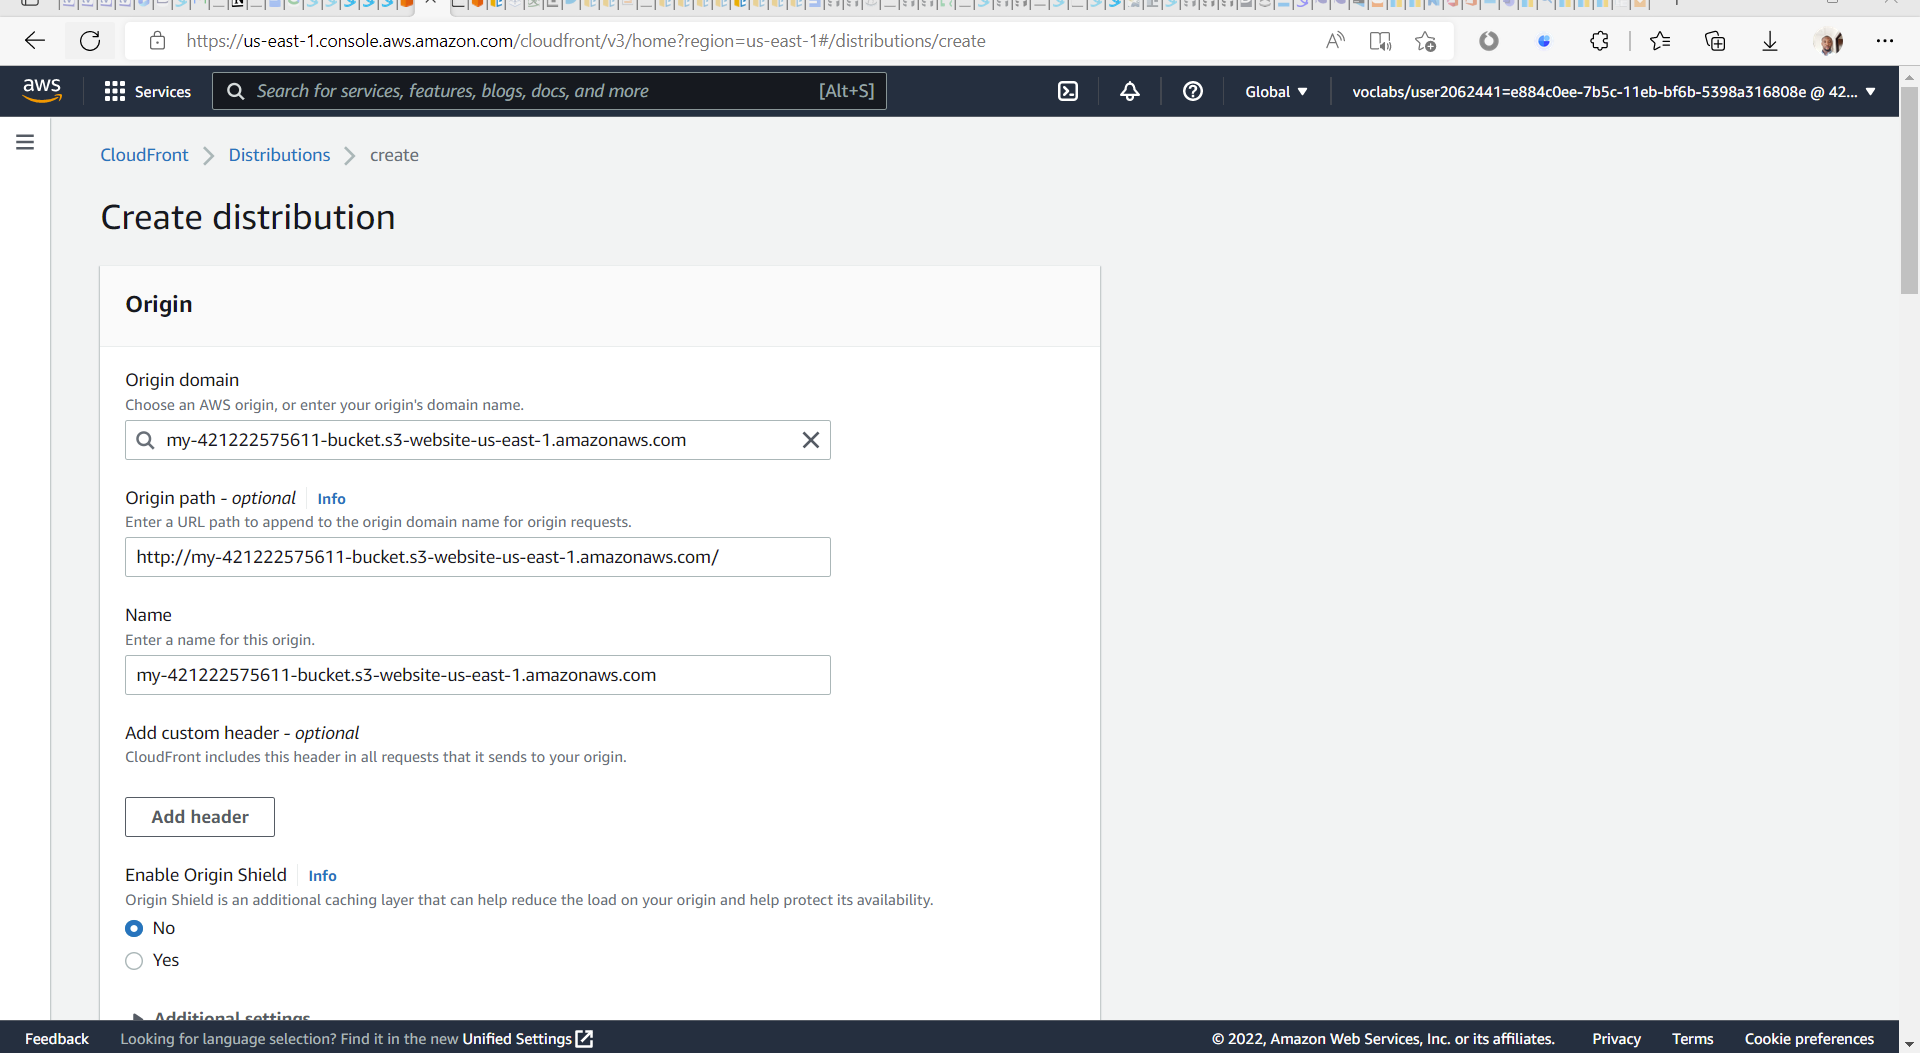 https://us-east-1.console.aws.amazon.com/cloudfront/v3/home?region=us-east-1#/distributions/create
aws
Services
Search for services, features, blogs, docs, and more
[Alt+S]
Global ▼
voclabs/user2062441=e884c0ee-7b5c-11eb-bf6b-5398a316808e @ 42... ▼
CloudFront > Distributions > create
Create distribution
Origin
Origin domain
Choose an AWS origin, or enter your origin's domain name.
my-421222575611-bucket.s3-website-us-east-1.amazonaws.com
Origin path - optional Info
Enter a URL path to append to the origin domain name for origin requests.
http://my-421222575611-bucket.s3-website-us-east-1.amazonaws.com/
Name
Enter a name for this origin.
my-421222575611-bucket.s3-website-us-east-1.amazonaws.com
Add custom header - optional
CloudFront includes this header in all requests that it sends to your origin.
Add header
Enable Origin Shield Info
Origin Shield is an additional caching layer that can help reduce the load on your origin and help protect its availability.
No
Yes
Additional settings
Feedback
Looking for language selection? Find it in the new Unified Settings
© 2022, Amazon Web Services, Inc. or its affiliates.
Privacy
Terms
Cookie preferences